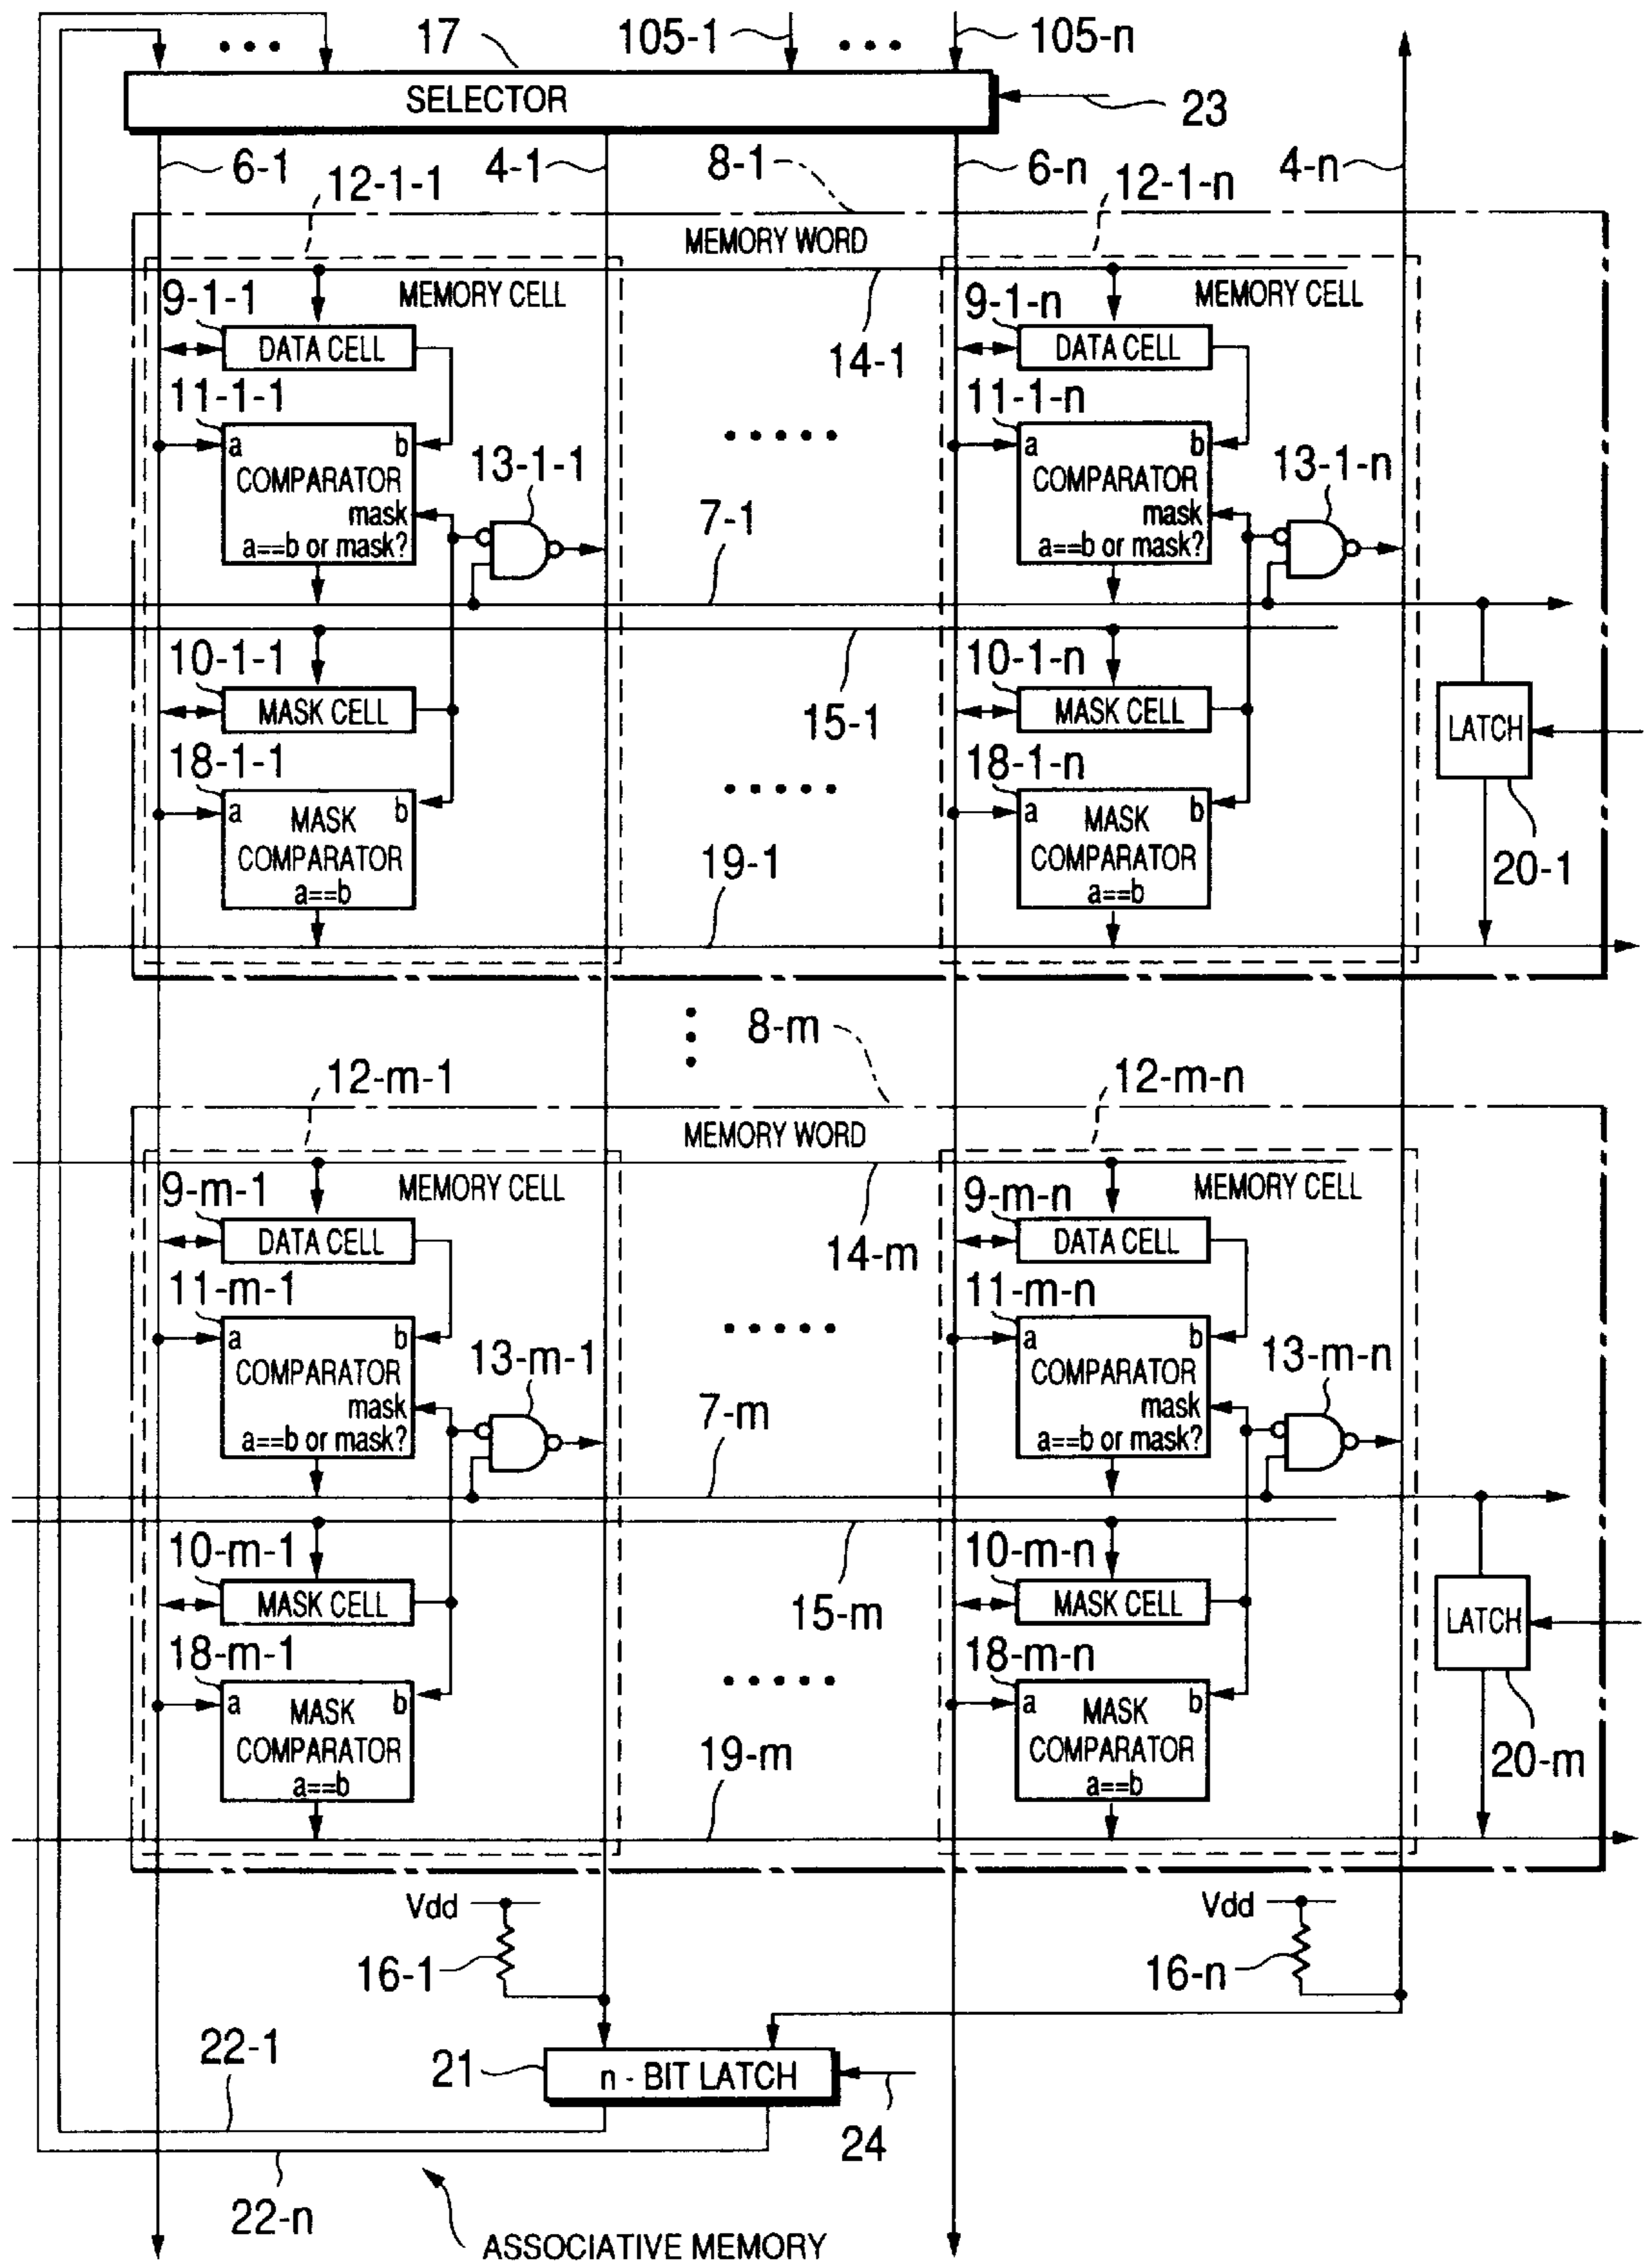 17
105-1
105-n
SELECTOR
23
6-1
4-1
8-1
6-n
4-n
12-1-1
12-1-n
MEMORY WORD
9-1-1
MEMORY CELL
9-1-n
MEMORY CELL
DATA CELL
14-1
DATA CELL
11-1-1
11-1-n
a b
COMPARATOR
mask
a==b or mask?
13-1-1
a b
COMPARATOR
mask
a==b or mask?
13-1-n
7-1
10-1-1
10-1-n
MASK CELL
15-1
MASK CELL
LATCH
18-1-1
18-1-n
a b
MASK
COMPARATOR
a==b
a b
MASK
COMPARATOR
a==b
19-1
20-1
8-m
12-m-1
12-m-n
MEMORY WORD
9-m-1
MEMORY CELL
9-m-n
MEMORY CELL
DATA CELL
14-m
DATA CELL
11-m-1
11-m-n
a b
COMPARATOR
mask
a==b or mask?
13-m-1
a b
COMPARATOR
mask
a==b or mask?
13-m-n
7-m
10-m-1
10-m-n
MASK CELL
15-m
MASK CELL
LATCH
18-m-1
18-m-n
a b
MASK
COMPARATOR
a==b
a b
MASK
COMPARATOR
a==b
19-m
20-m
Vdd
Vdd
16-1
16-n
22-1
21
n - BIT LATCH
24
22-n
ASSOCIATIVE MEMORY